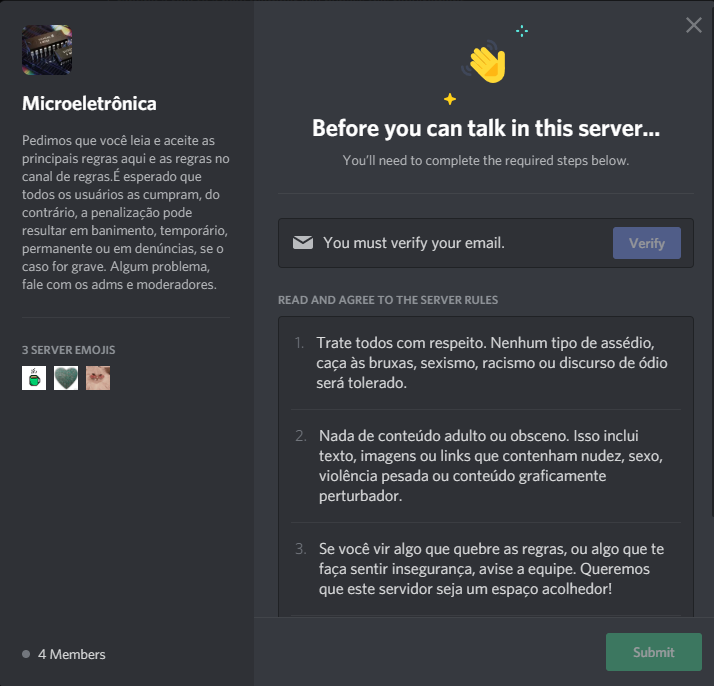 Microeletrônica
Pedimos que você leia e aceite as
principais regras aqui e as regras no
canal de regras.É esperado que
todos os usuários as cumpram, do
contrário, a penalização pode
resultar em banimento, temporário,
permanente ou em denúncias, se o
caso for grave. Algum problema,
fale com os adms e moderadores.
3 SERVER EMOJIS
4 Members
Before you can talk in this server...
You'll need to complete the required steps below.
You must verify your email.
Verify
READ AND AGREE TO THE SERVER RULES
1. Trate todos com respeito. Nenhum tipo de assédio,
caça às bruxas, sexismo, racismo ou discurso de ódio
será tolerado.
2. Nada de conteúdo adulto ou obsceno. Isso inclui
texto, imagens ou links que contenham nudez, sexo,
violência pesada ou conteúdo graficamente
perturbador.
3. Se você vir algo que quebre as regras, ou algo que te
faça sentir insegurança, avise a equipe. Queremos
que este servidor seja um espaço acolhedor!
Submit